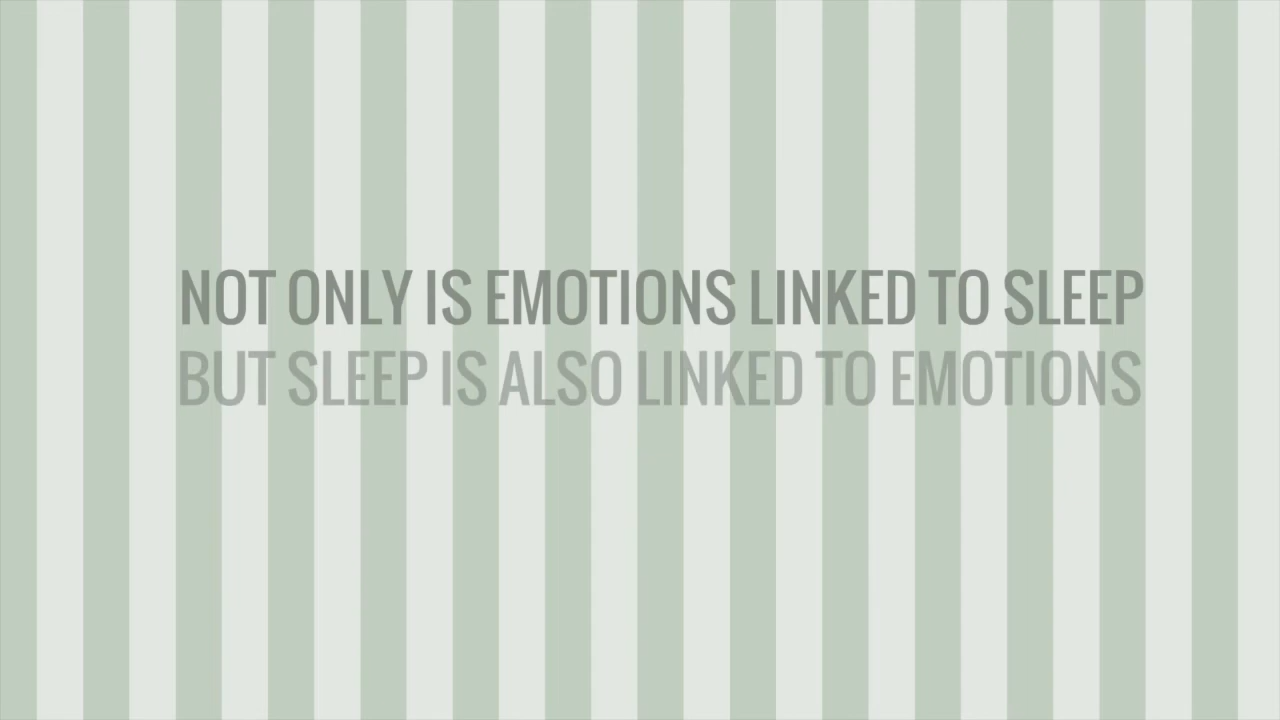 NOT ONLY IS EMOTIONS LINKED TO SLEEP
BUT SLEEP IS ALSO LINKED TO EMOTIONS